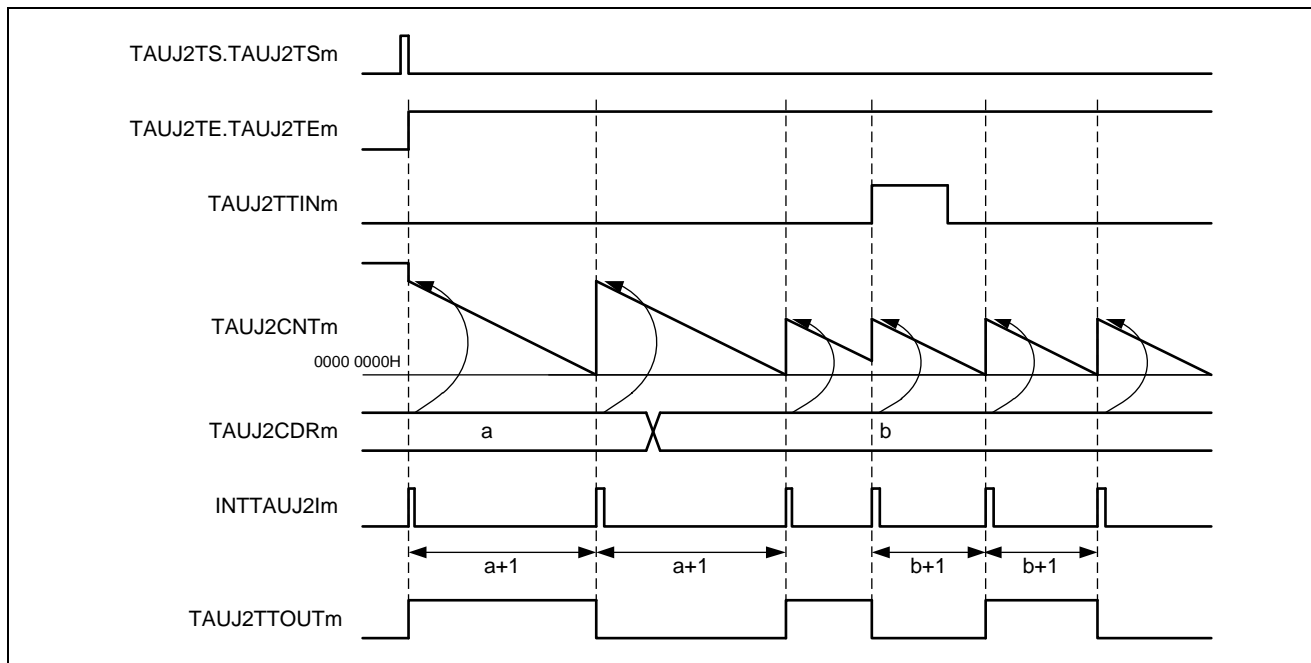 TAUJ2TS.TAUJ2TSm
TAUJ2TE.TAUJ2TEm
TAUJ2TTINm
TAUJ2CNTm
0000 0000H
TAUJ2CDRm
a
b
INTTAUJ2Im
a+1
a+1
b+1
b+1
TAUJ2TTOUTm